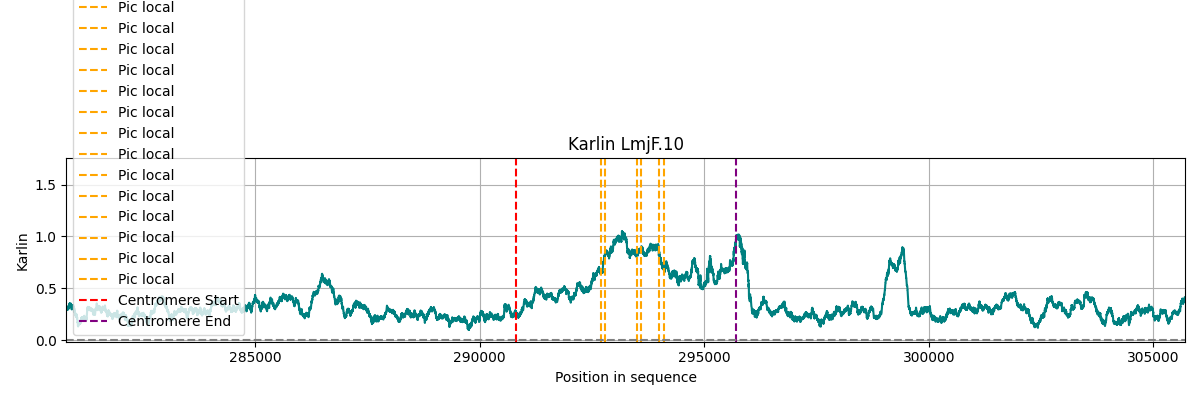 Pic local
Pic local
Pic local
Pic local
Pic local
Pic local
Pic local
Pic local
Pic local
Pic local
Pic local
Pic local
Pic local
Pic local
Centromere Start
Centromere End
Karlin LmjF.10
1.5
1.0
0.5
0.0
Karlin
285000 290000 295000 300000 305000
Position in sequence